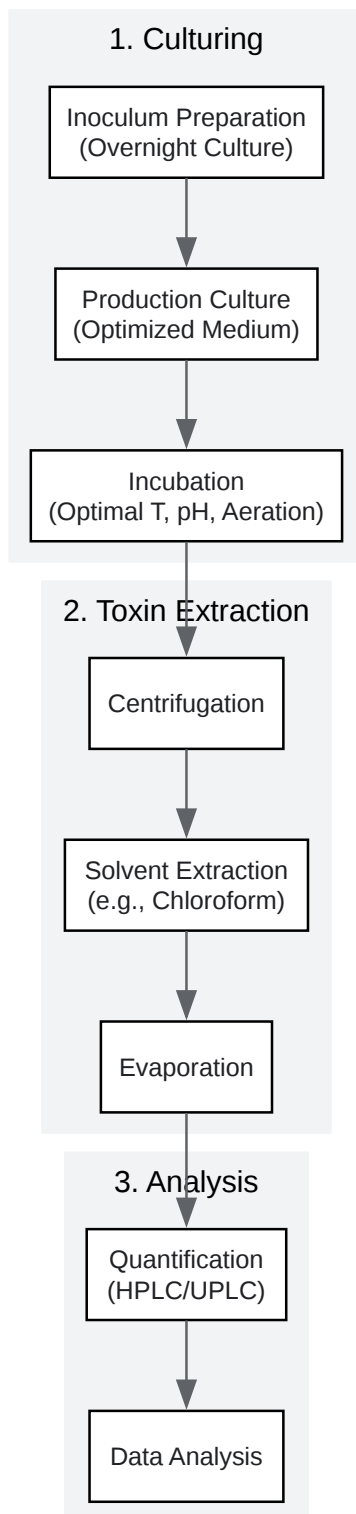 1. Culturing
Inoculum Preparation
(Overnight Culture)
Production Culture
(Optimized Medium)
Incubation
(Optimal T, pH, Aeration)
2. Toxin Extraction
Centrifugation
Solvent Extraction
(e.g., Chloroform)
Evaporation
3. Analysis
Quantification
(HPLC/UPLC)
Data Analysis